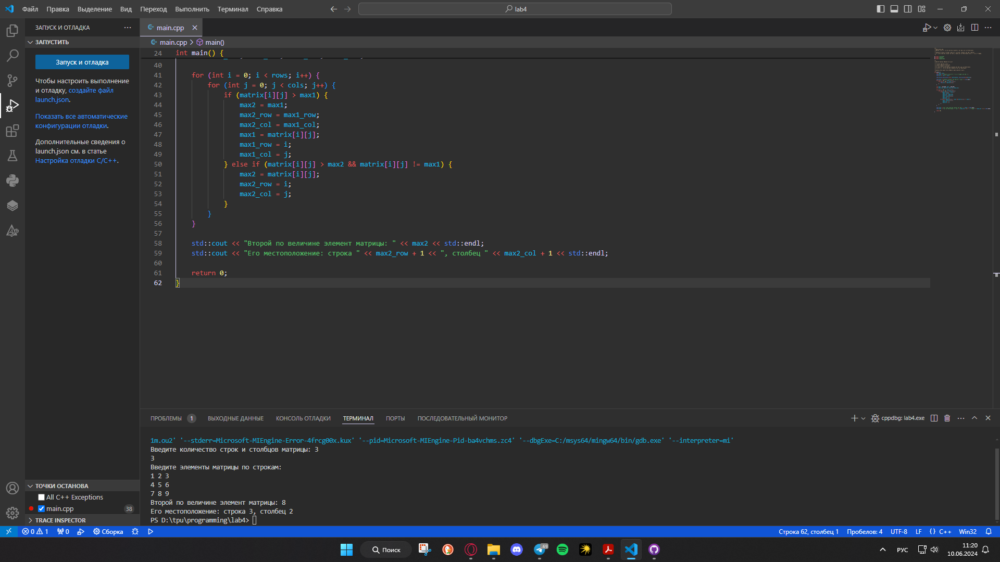 Файл Правка Выделение Вид Переход Выполнить Терминал Справка
lab4
ЗАПУСК И ОТЛАДКА
main.cpp
ЗАПУСТИТЬ
main.cpp > main()
Запуск и отладка
Чтобы настроить выполнение
и отладку, создайте файл
launch.json.
Показать все автоматические
конфигурации отладки.
Дополнительные сведения о
launch.json см. в статье
Настройка отладки C/C++.
24 int main() {
40
41 for (int i = 0; i < rows; i++) {
42 for (int j = 0; j < cols; j++) {
43 if (matrix[i][j] > max1) {
44 max2 = max1;
45 max2_row = max1_row;
46 max2_col = max1_col;
47 max1 = matrix[i][j];
48 max1_row = i;
49 max1_col = j;
50 } else if (matrix[i][j] > max2 && matrix[i][j] != max1) {
51 max2 = matrix[i][j];
52 max2_row = i;
53 max2_col = j;
54 }
55 }
56 }
57
58 std::cout << "Второй по величине элемент матрицы: " << max2 << std::endl;
59 std::cout << "Его местоположение: строка " << max2_row + 1 << ", столбец " << max2_col + 1 << std::endl;
60
61 return 0;
62 }
ПРОБЛЕМЫ 1 ВЫХОДНЫЕ ДАННЫЕ КОНСОЛЬ ОТЛАДКИ ТЕРМИНАЛ ПОРТЫ ПОСЛЕДОВАТЕЛЬНЫЙ МОНИТОР
cppdbg: lab4.exe
1m.ou2' '--stderr=Microsoft-MIEngine-Error-4frcg00x.kux' '--pid=Microsoft-MIEngine-Pid-ba4vchms.zc4' '--dbgExe=C:/msys64/mingw64/bin/gdb.exe' '--interpreter=mi'
Введите количество строк и столбцов матрицы: 3
3
Введите элементы матрицы по строкам:
1 2 3
4 5 6
7 8 9
Второй по величине элемент матрицы: 8
Его местоположение: строка 3, столбец 2
PS D:\tpu\programming\lab4>
ТОЧКИ ОСТАНОВА
All C++ Exceptions
main.cpp 38
TRACE INSPECTOR
0 1 0 Сборка
Строка 62, столбец 1 Пробелов: 4 UTF-8 LF {} C++ Win32
Поиск
69
РУС
11:20
10.06.2024